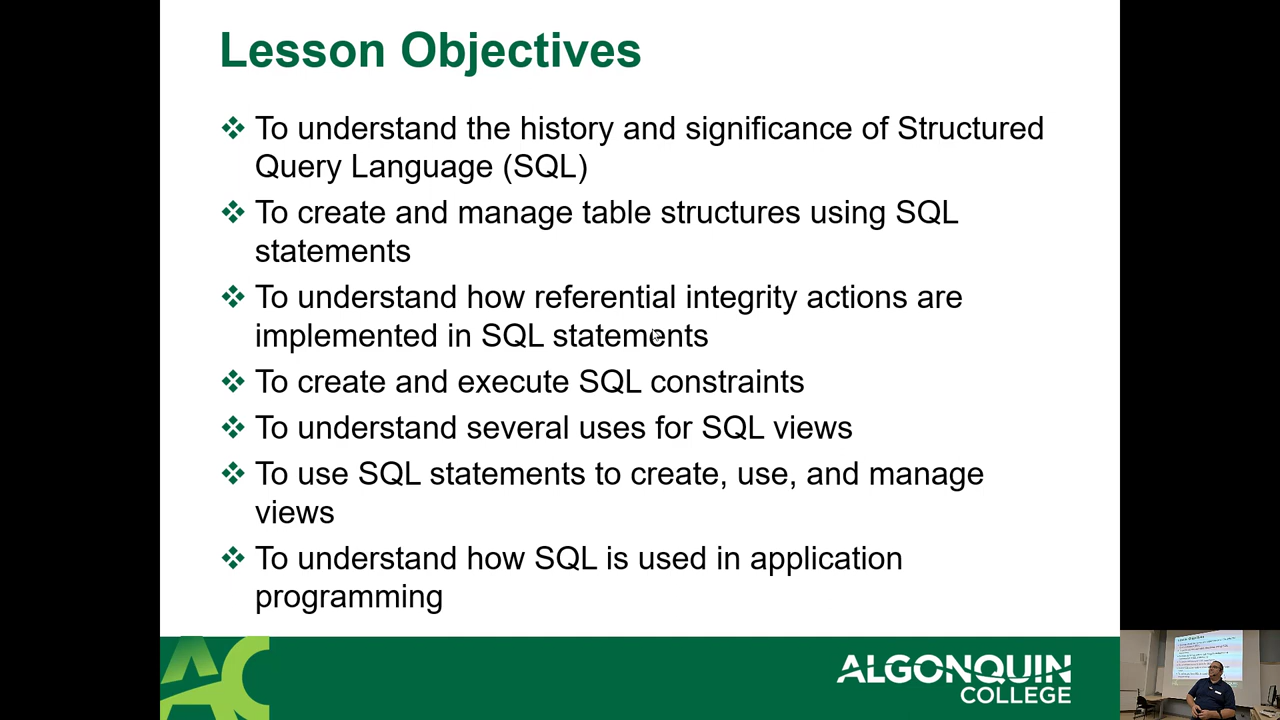 Lesson Objectives
To understand the history and significance of Structured
Query Language (SQL)
To create and manage table structures using SQL
statements
To understand how referential integrity actions are
implemented in SQL statements
To create and execute SQL constraints
To understand several uses for SQL views
To use SQL statements to create, use, and manage
views
To understand how SQL is used in application
programming
AC
ALGONQUIN
COLLEGE